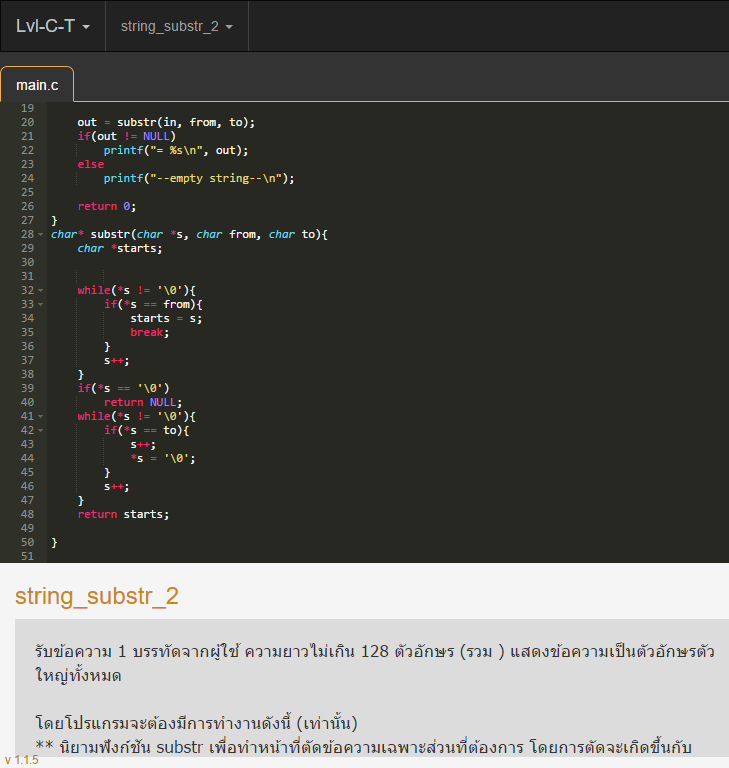 Lvl-C-T string_substr_2
main.c
19
20 out = substr(in, from, to);
21 if(out != NULL)
22 printf("= %s\n", out);
23 else
24 printf("--empty string--\n");
25
26 return 0;
27 }
28 char* substr(char *s, char from, char to){
29 char *starts;
30
31
32 while(*s != '\0'){
33 if(*s == from){
34 starts = s;
35 break;
36 }
37 s++;
38 }
39 if(*s == '\0')
40 return NULL;
41 while(*s != '\0'){
42 if(*s == to){
43 s++;
44 *s = '\0';
45 }
46 s++;
47 }
48 return starts;
49
50 }
51
string_substr_2
รับข้อความ 1 บรรทัดจากผู้ใช้ ความยาวไม่เกิน 128 ตัวอักษร (รวม ) แสดงข้อความเป็นตัวอักษรตัว
ใหญ่ทั้งหมด
โดยโปรแกรมจะต้องมีการทำงานดังนี้ (เท่านั้น)
** นิยามฟังก์ชัน substr เพื่อทำหน้าที่ตัดข้อความเฉพาะส่วนที่ต้องการ โดยการตัดจะเกิดขึ้นกับ
v 1.1.5